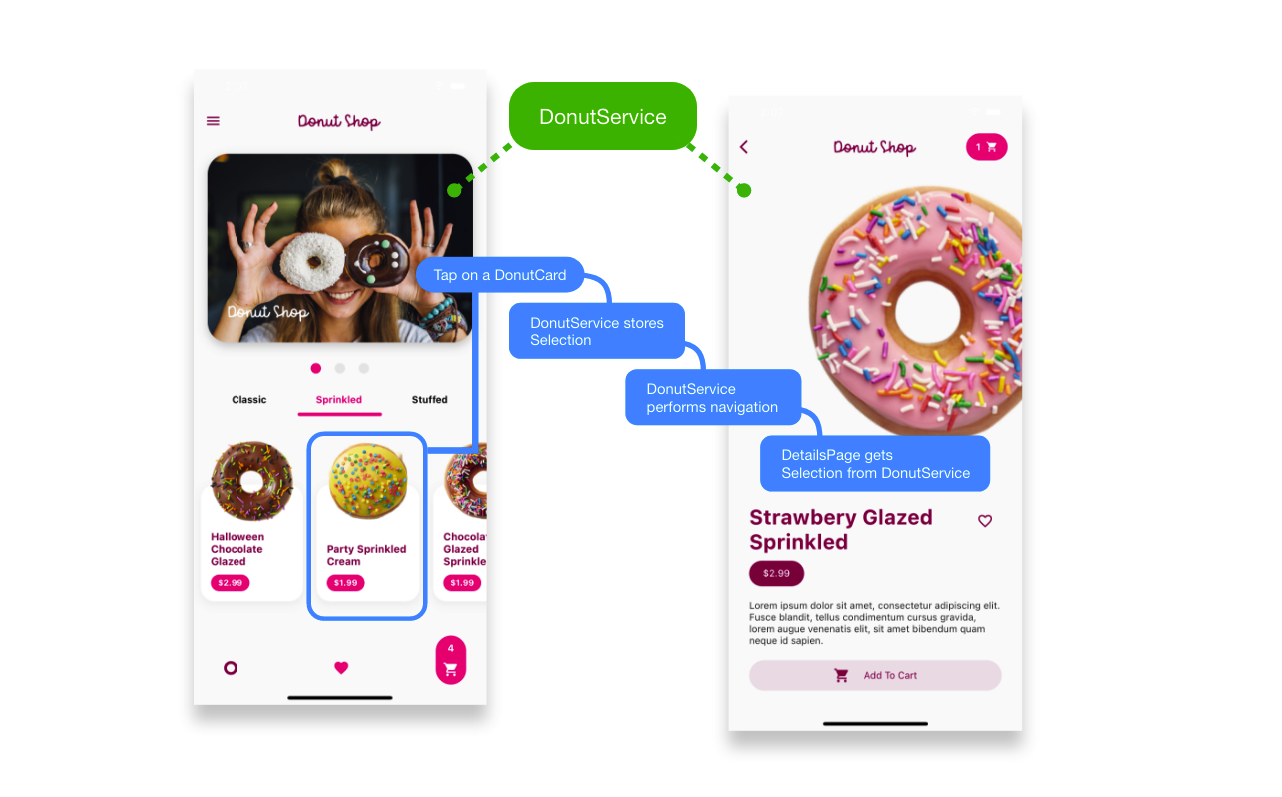 Donut Shop
Donut Shop
Classic
Sprinkled
Stuffed
Halloween
Chocolate
Glazed
$2.99
Party Sprinkled
Cream
$1.99
Chocola
Glazed
Sprinkle
$1.99
4
DonutService
Tap on a DonutCard
DonutService stores
Selection
DonutService
performs navigation
DetailsPage gets
Selection from DonutService
Donut Shop
1
Strawbery Glazed
Sprinkled
$2.99
Lorem ipsum dolor sit amet, consectetur adipiscing elit.
Fusce blandit, tellus condimentum cursus gravida,
lorem augue venenatis elit, sit amet bibendum quam
neque id sapien.
Add To Cart